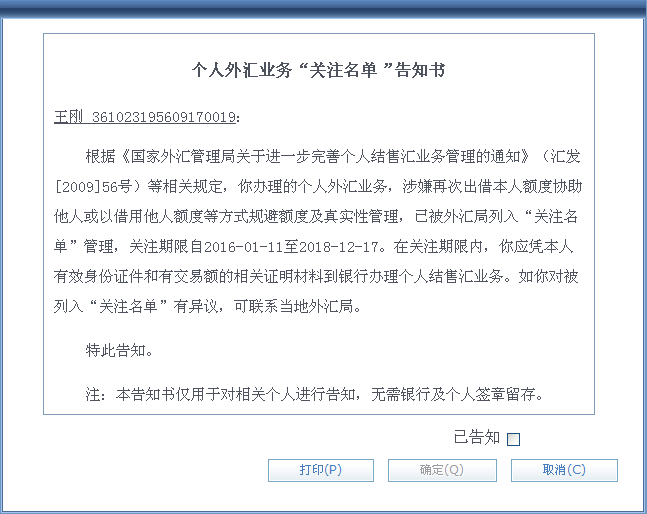 个人外汇业务“关注名单 ”告知书
王刚 361023195609170019:
根据《国家外汇管理局关于进一步完善个人结售汇业务管理的通知》（汇发
[2009]56号）等相关规定，你办理的个人外汇业务，涉嫌再次出借本人额度协助
他人或以借用他人额度等方式规避额度及真实性管理，已被外汇局列入“关注名
单”管理，关注期限自2016-01-11至2018-12-17。在关注期限内，你应凭本人
有效身份证件和有交易额的相关证明材料到银行办理个人结售汇业务。如你对被
列入“关注名单”有异议，可联系当地外汇局。
特此告知。
注：本告知书仅用于对相关个人进行告知，无需银行及个人签章留存。
已告知
打印(P) 确定(Q) 取消(C)